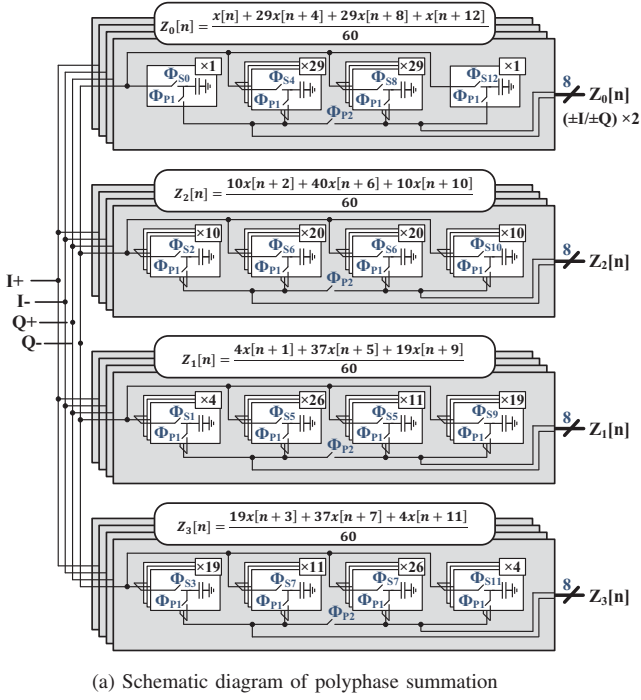 Z0[n] = x[n] + 29x[n + 4] + 29x[n + 8] + x[n + 12] / 60
×1 ×29 ×29 ×1
ΦS0 ΦS4 ΦS8 ΦS12
ΦP1 ΦP1 ΦP1 ΦP1
ΦP2
8
Z0[n]
(±I/±Q) ×2
Z2[n] = 10x[n + 2] + 40x[n + 6] + 10x[n + 10] / 60
×10 ×20 ×20 ×10
ΦS2 ΦS6 ΦS6 ΦS10
ΦP1 ΦP1 ΦP1 ΦP1
ΦP2
8
Z2[n]
I+
I-
Q+
Q-
Z1[n] = 4x[n + 1] + 37x[n + 5] + 19x[n + 9] / 60
×4 ×26 ×11 ×19
ΦS1 ΦS5 ΦS5 ΦS9
ΦP1 ΦP1 ΦP1 ΦP1
ΦP2
8
Z1[n]
Z3[n] = 19x[n + 3] + 37x[n + 7] + 4x[n + 11] / 60
×19 ×11 ×26 ×4
ΦS3 ΦS7 ΦS7 ΦS11
ΦP1 ΦP1 ΦP1 ΦP1
ΦP2
8
Z3[n]
(a) Schematic diagram of polyphase summation